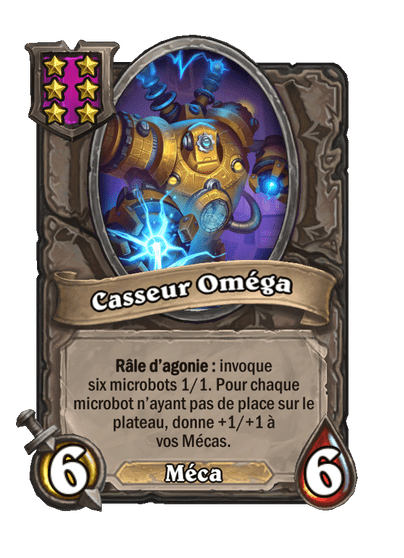 Casseur Oméga
Râle d'agonie : invoque
six microbots 1/1. Pour chaque
microbot n'ayant pas de place sur le
plateau, donne +1/+1 à
vos Mécas.
6
Méca
6